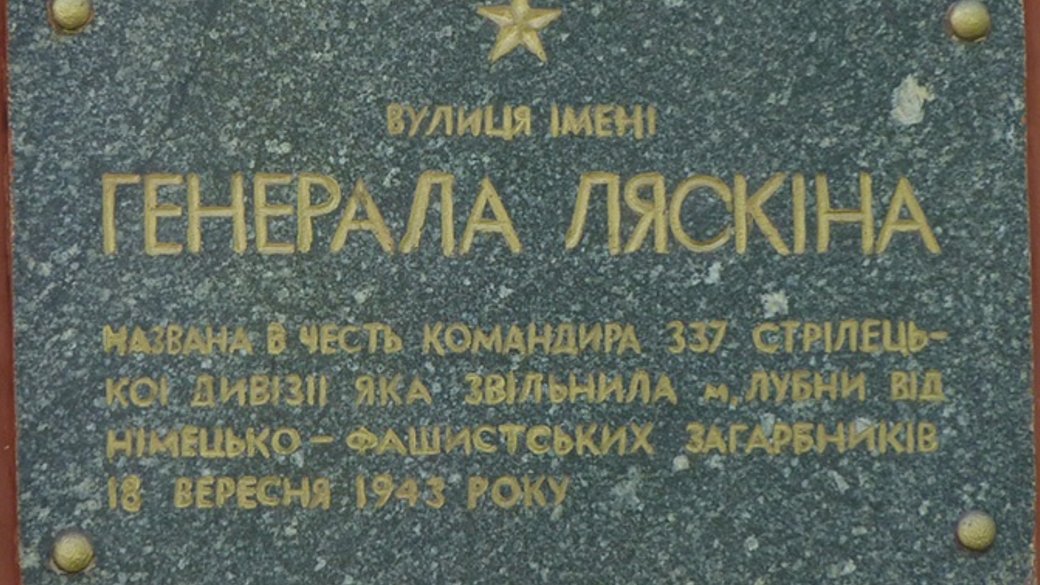 ВУЛИЦЯ ІМЕНІ
ГЕНЕРАЛА ЛЯСКІНА
НАЗВАНА В ЧЕСТЬ КОМАНДИРА 337 СТРІЛЕЦЬ-
КОІ ДИВІЗІІ ЯКА ЗВІЛЬНИЛА м. ЛУБНИ ВІД
НІМЕЦЬКО-ФАШИСТСЬКИХ ЗАГАРБНИКІВ
18 ВЕРЕСНЯ 1943 РОКУ